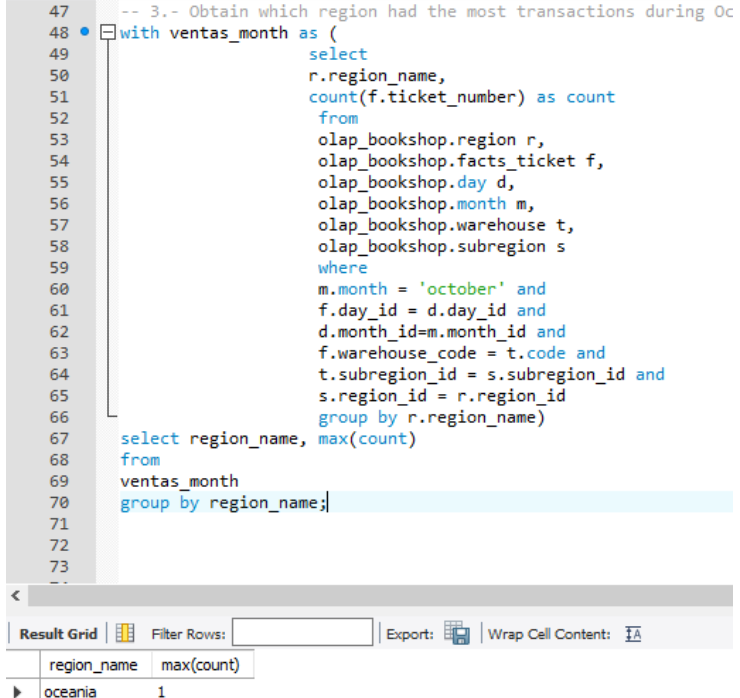 47 -- 3.- Obtain which region had the most transactions during Oc
48 with ventas_month as (
49 select
50 r.region_name,
51 count(f.ticket_number) as count
52 from
53 olap_bookshop.region r,
54 olap_bookshop.facts_ticket f,
55 olap_bookshop.day d,
56 olap_bookshop.month m,
57 olap_bookshop.warehouse t,
58 olap_bookshop.subregion s
59 where
60 m.month = 'october' and
61 f.day_id = d.day_id and
62 d.month_id=m.month_id and
63 f.warehouse_code = t.code and
64 t.subregion_id = s.subregion_id and
65 s.region_id = r.region_id
66 group by r.region_name)
67 select region_name, max(count)
68 from
69 ventas_month
70 group by region_name;
71
72
73
Result Grid Filter Rows: Export: Wrap Cell Content: IA
region_name max(count)
oceania 1